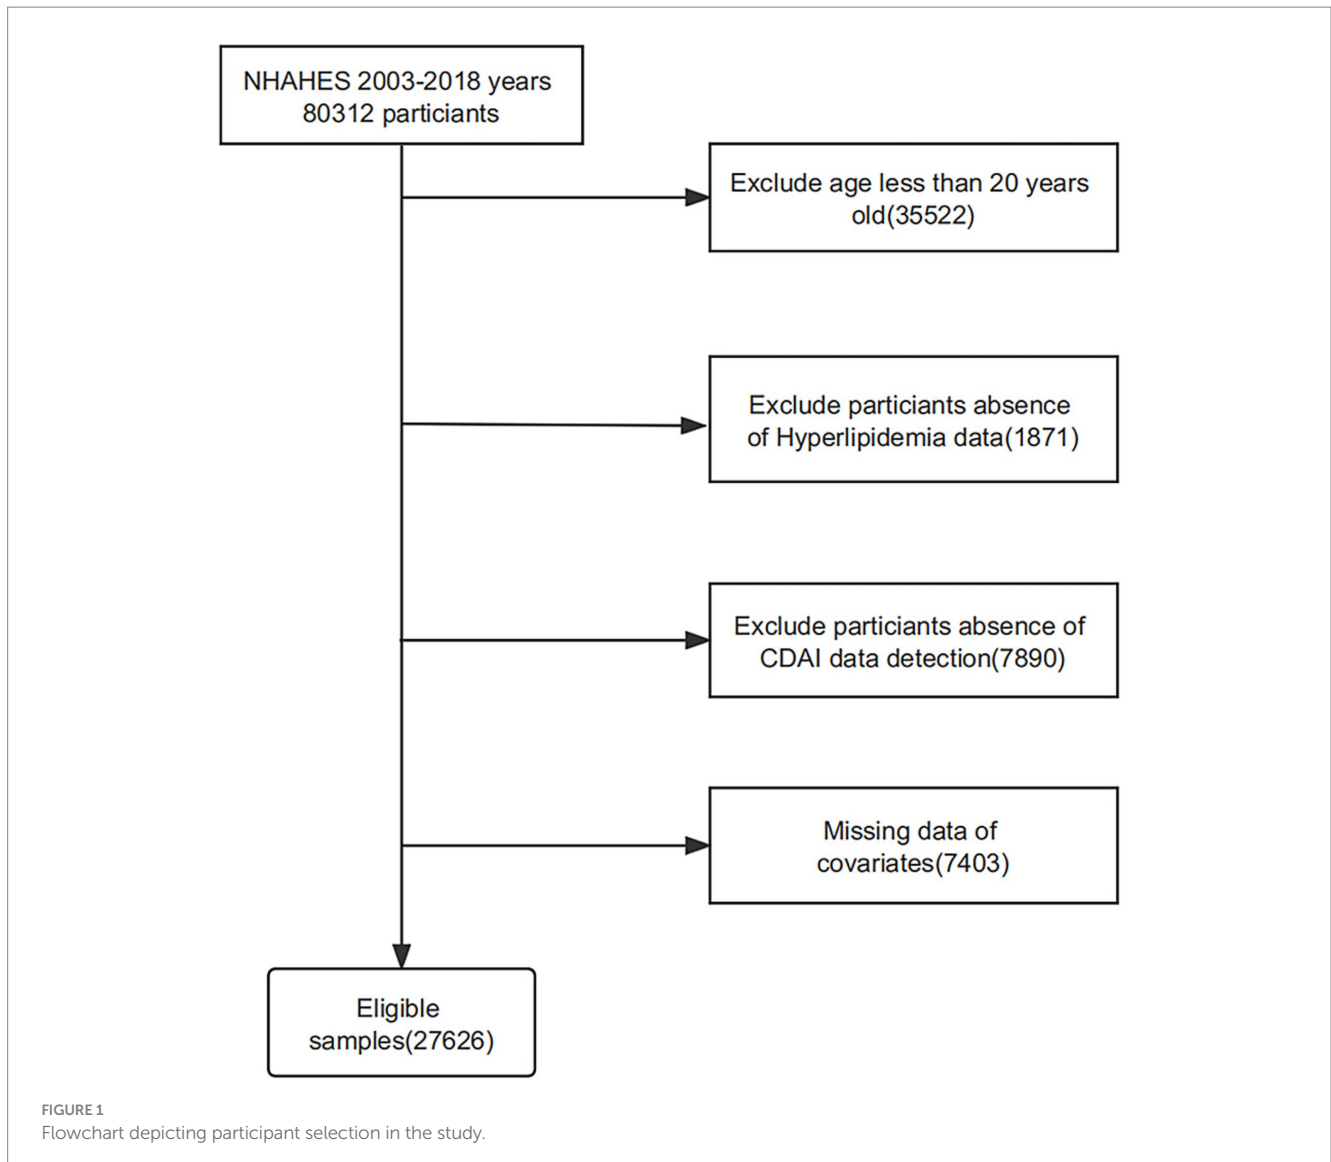 NHAHES 2003-2018 years
80312 particiants
Exclude age less than 20 years
old(35522)
Exclude particiants absence
of Hyperlipidemia data(1871)
Exclude particiants absence of
CDAI data detection(7890)
Missing data of
covariates(7403)
Eligible
samples(27626)
FIGURE 1
Flowchart depicting participant selection in the study.